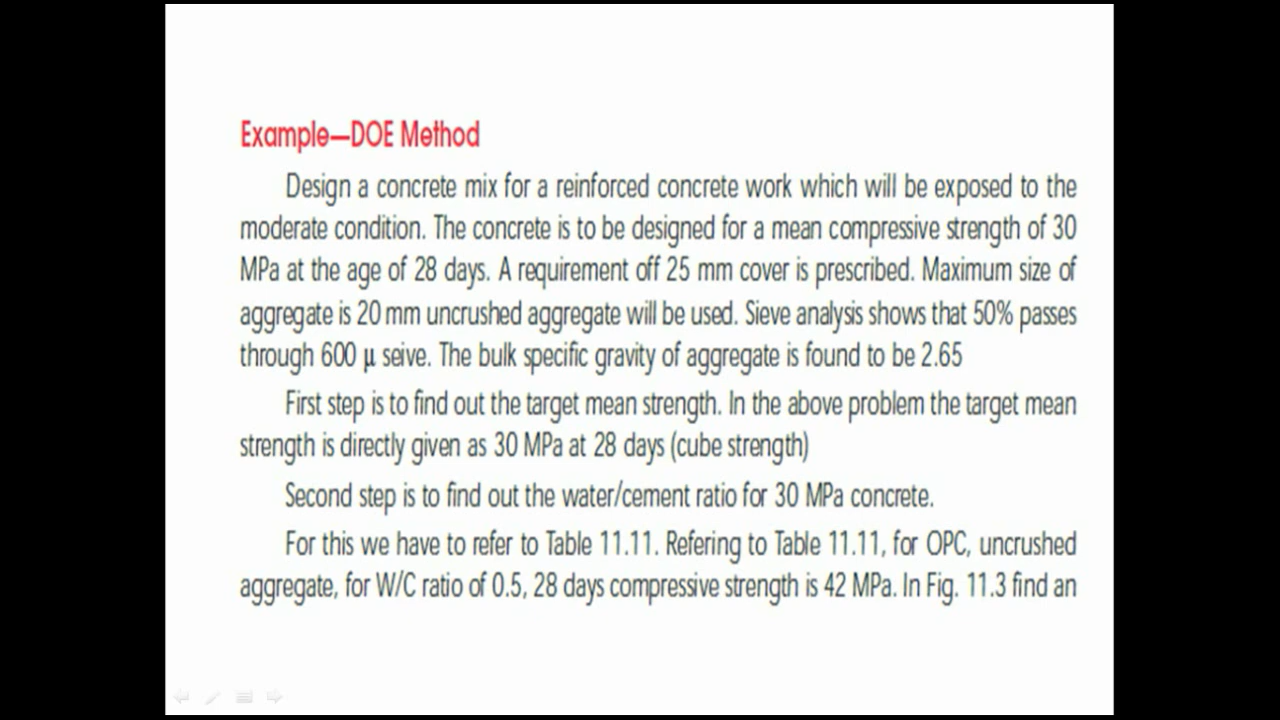 Example—DOE Method
Design a concrete mix for a reinforced concrete work which will be exposed to the
moderate condition. The concrete is to be designed for a mean compressive strength of 30
MPa at the age of 28 days. A requirement off 25 mm cover is prescribed. Maximum size of
aggregate is 20 mm uncrushed aggregate will be used. Sieve analysis shows that 50% passes
through 600 μ seive. The bulk specific gravity of aggregate is found to be 2.65
First step is to find out the target mean strength. In the above problem the target mean
strength is directly given as 30 MPa at 28 days (cube strength)
Second step is to find out the water/cement ratio for 30 MPa concrete.
For this we have to refer to Table 11.11. Refering to Table 11.11, for OPC, uncrushed
aggregate, for W/C ratio of 0.5, 28 days compressive strength is 42 MPa. In Fig. 11.3 find an